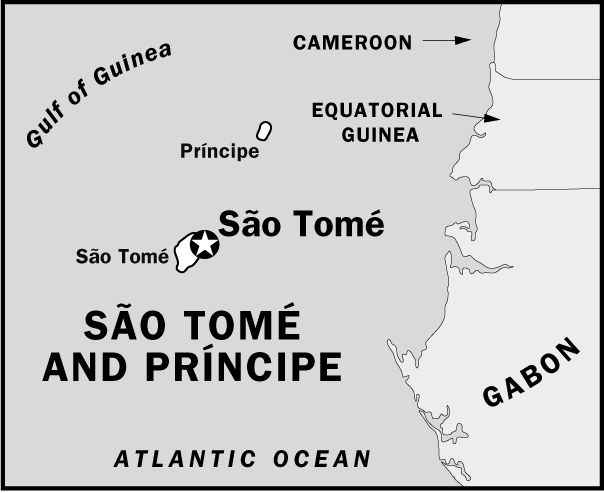 Gulf of Guinea
CAMEROON
EQUATORIAL
GUINEA
Príncipe
São Tomé
São Tomé
SÃO TOMÉ
AND PRÍNCIPE
GABON
ATLANTIC OCEAN